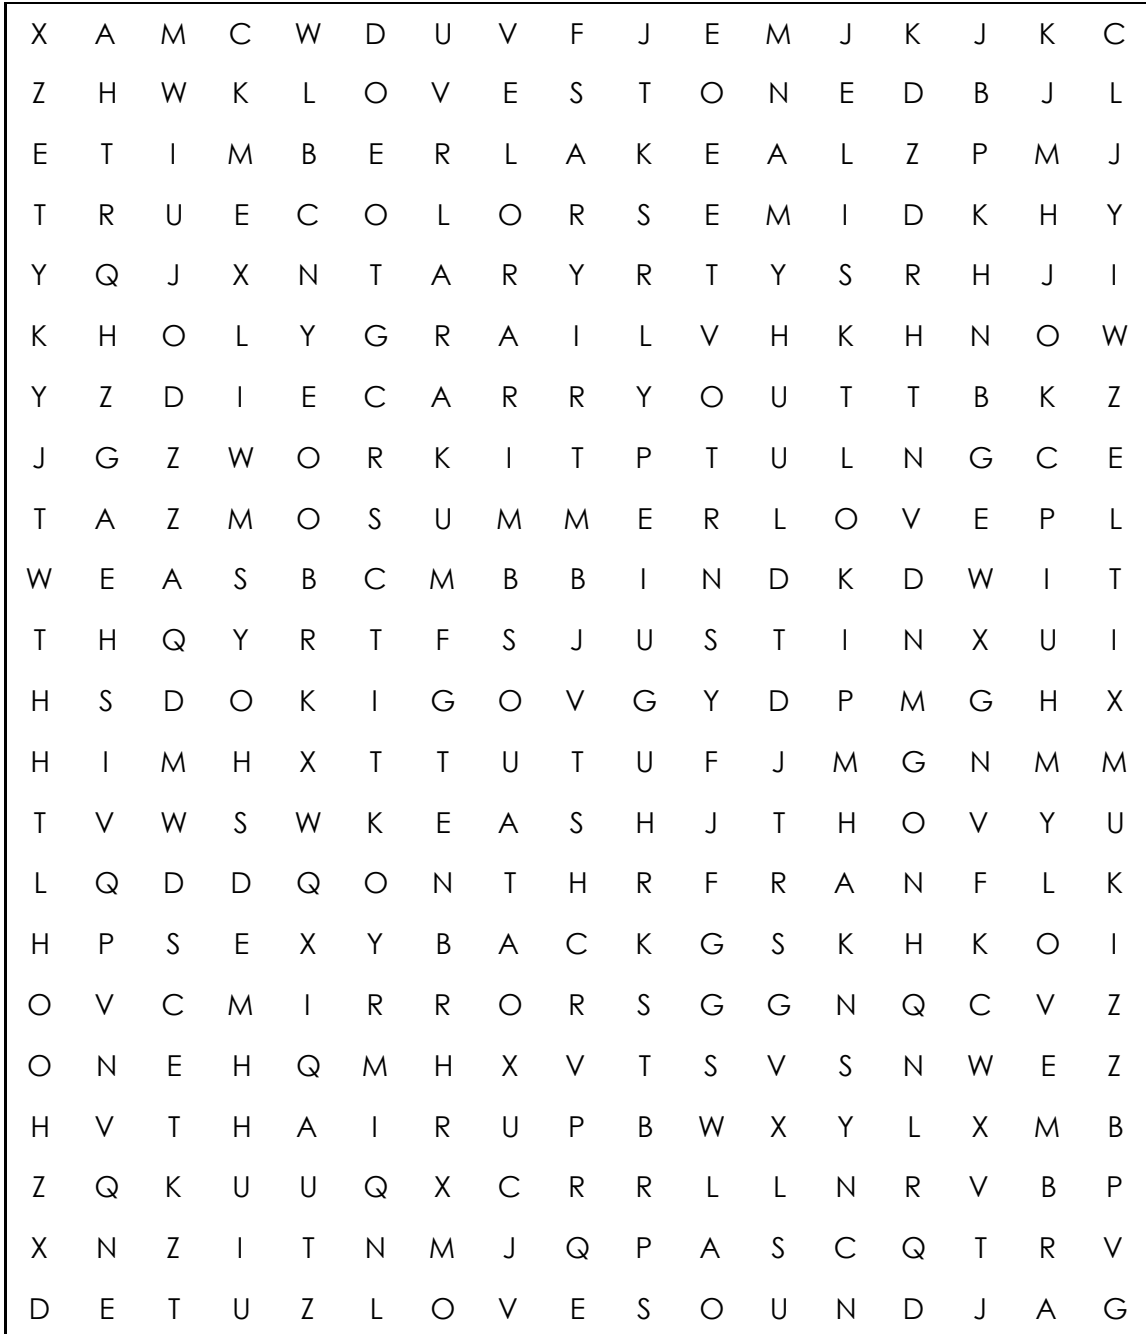 X A M C W D U V F J E M J K J K C
Z H W K L O V E S T O N E D B J L
E T I M B E R L A K E A L Z P M J
T R U E C O L O R S E M I D K H Y
Y Q J X N T A R Y R T Y S R H J I
K H O L Y G R A I L V H K H N O W
Y Z D I E C A R R Y O U T T B K Z
J G Z W O R K I T P T U L N G C E
T A Z M O S U M M E R L O V E P L
W E A S B C M B B I N D K D W I T
T H Q Y R T F S J U S T I N X U I
H S D O K I G O V G Y D P M G H X
H I M H X T T U T U F J M G N M M
T V W S W K E A S H J T H O V Y U
L Q D D Q O N T H R F R A N F L K
H P S E X Y B A C K G S K H K O I
O V C M I R R O R S G G N Q C V Z
O N E H Q M H X V T S V S N W E Z
H V T H A I R U P B W X Y L X M B
Z Q K U U Q X C R R L L N R V B P
X N Z I T N M J Q P A S C Q T R V
D E T U Z L O V E S O U N D J A G